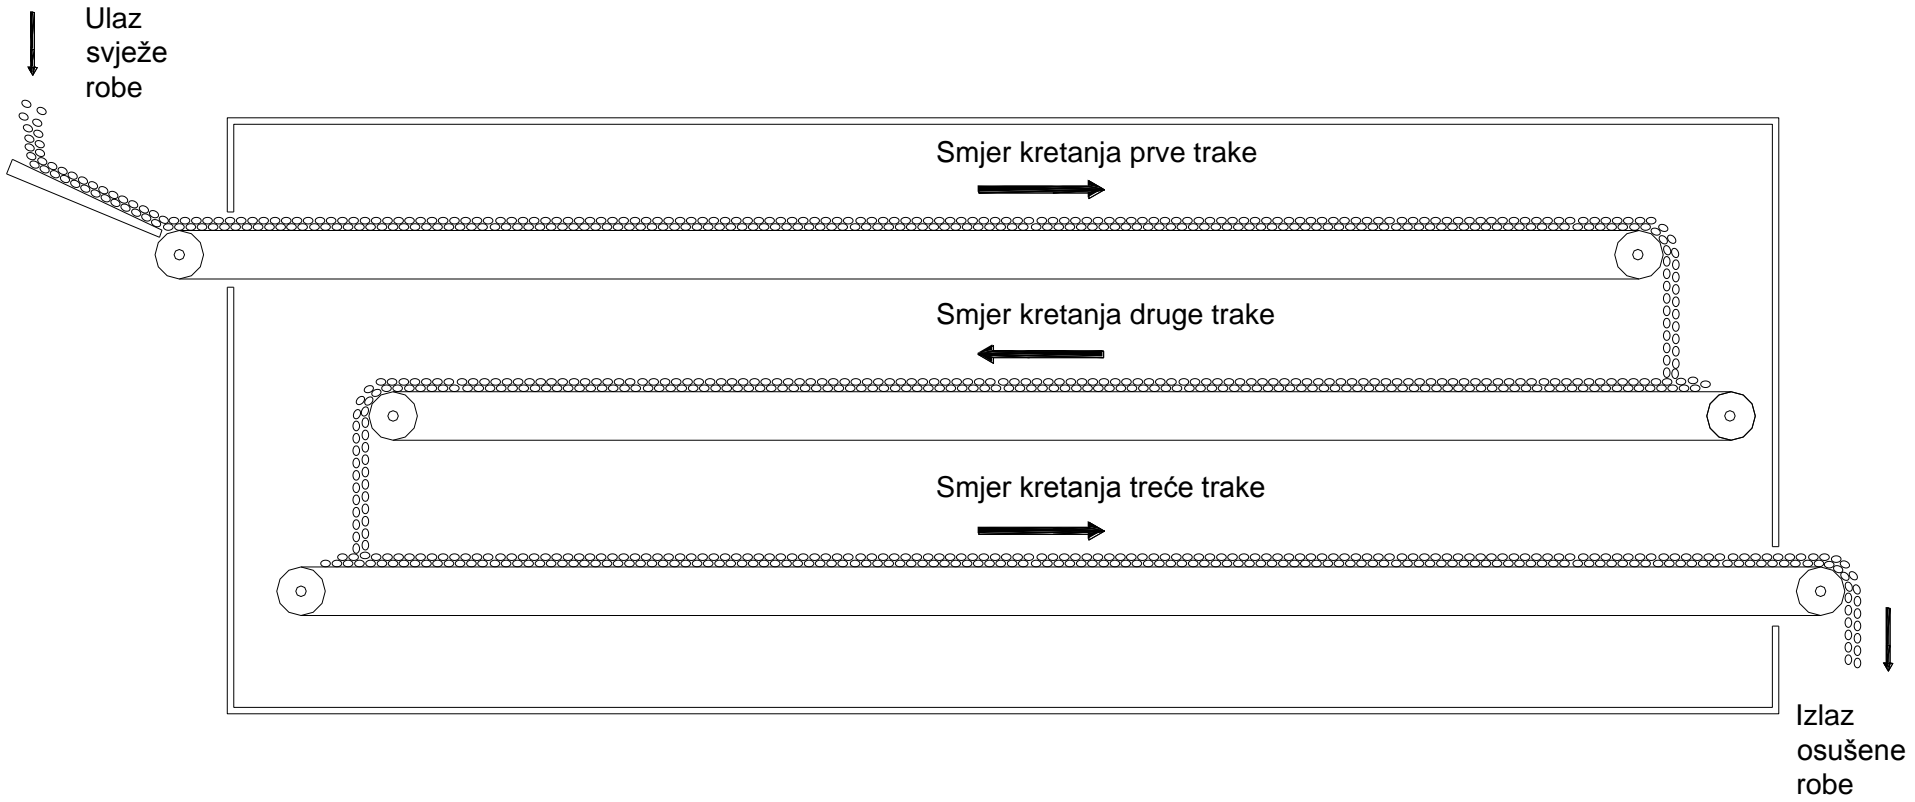 Ulaz
svježe
robe
Smjer kretanja prve trake
Smjer kretanja druge trake
Smjer kretanja treće trake
Izlaz
osušene
robe